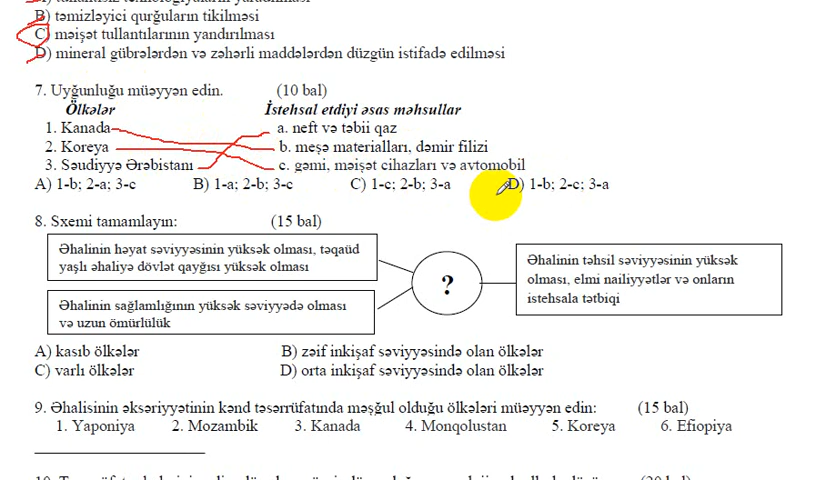 B) təmizləyici qurğuların tikilməsi
C) məişət tullantılarının yandırılması
D) mineral gübrələrdən və zəhərli maddələrdən düzgün istifadə edilməsi
7. Uyğunluğu müəyyən edin. (10 bal)
Ölkələr İstehsal etdiyi əsas məhsullar
1. Kanada a. neft və təbii qaz
2. Koreya b. meşə materialları, dəmir filizi
3. Səudiyyə Ərəbistanı c. gəmi, məişət cihazları və avtomobil
A) 1-b; 2-a; 3-c B) 1-a; 2-b; 3-c C) 1-c; 2-b; 3-a D) 1-b; 2-c; 3-a
8. Sxemi tamamlayın: (15 bal)
Əhalinin həyat səviyyəsinin yüksək olması, təqaüd
yaşlı əhaliyə dövlət qayğısı yüksək olması
Əhalinin sağlamlığının yüksək səviyyədə olması
və uzun ömürlülük
?
Əhalinin təhsil səviyyəsinin yüksək
olması, elmi nailiyyətlər və onların
istehsala tətbiqi
A) kasıb ölkələr B) zəif inkişaf səviyyəsində olan ölkələr
C) varlı ölkələr D) orta inkişaf səviyyəsində olan ölkələr
9. Əhalisinin əksəriyyətinin kənd təsərrüfatında məşğul olduğu ölkələri müəyyən edin: (15 bal)
1. Yaponiya 2. Mozambik 3. Kanada 4. Monqolustan 5. Koreya 6. Efiopiya